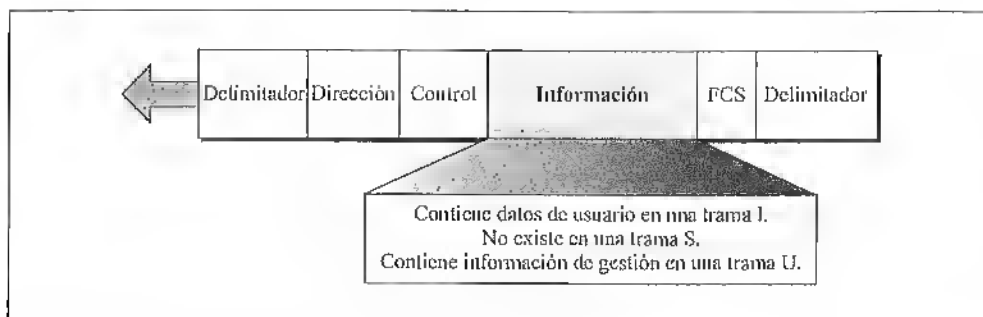 Delimitador Dirección Control Información FCS Delimitador
Contiene datos de usuario en una trama I.
No existe en una trama S.
Contiene información de gestión en una trama U.